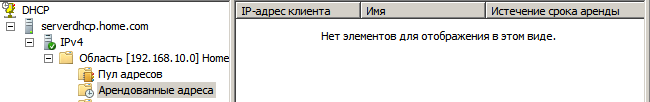 DHCP
serverdhcp.home.com
IPv4
Область [192.168.10.0] Home
Пул адресов
Арендованные адреса
IP-адрес клиента Имя Истечение срока аренды
Нет элементов для отображения в этом виде.